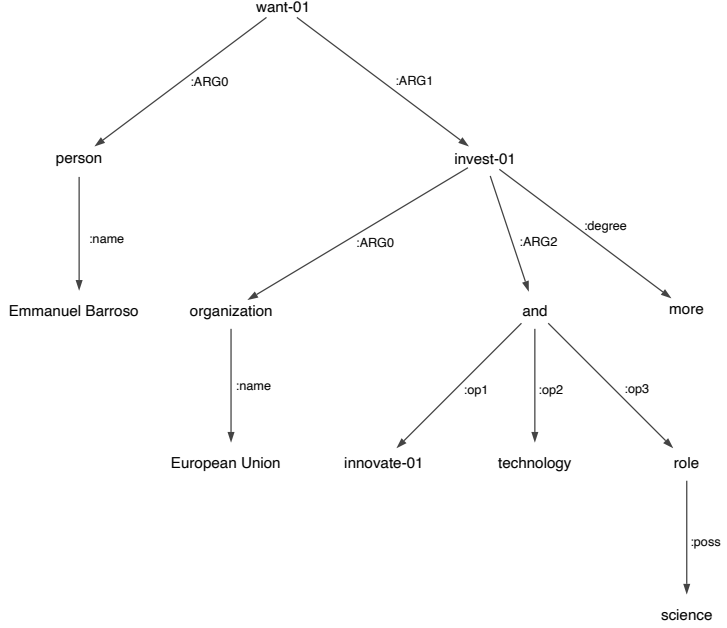 want-01
:ARG0
:ARG1
person
invest-01
:name
:ARG0
:ARG2
:degree
Emmanuel Barroso
organization
and
more
:name
:op1
:op2
:op3
European Union
innovate-01
technology
role
:poss
science